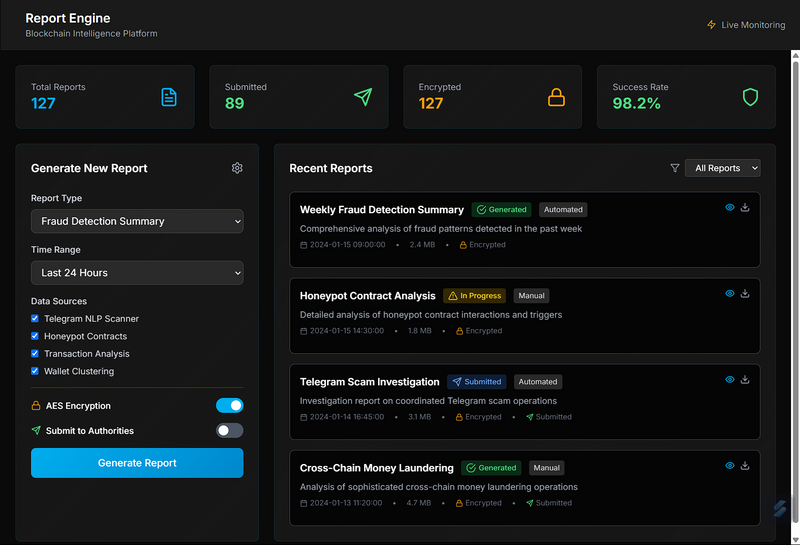 Report Engine
Blockchain Intelligence Platform
Live Monitoring
Total Reports
127
Submitted
89
Encrypted
127
Success Rate
98.2%
Generate New Report
Report Type
Fraud Detection Summary
Time Range
Last 24 Hours
Data Sources
Telegram NLP Scanner
Honeypot Contracts
Transaction Analysis
Wallet Clustering
AES Encryption
Submit to Authorities
Generate Report
Recent Reports
All Reports
Weekly Fraud Detection Summary Generated Automated
Comprehensive analysis of fraud patterns detected in the past week
2024-01-15 09:00:00 • 2.4 MB • Encrypted
Honeypot Contract Analysis In Progress Manual
Detailed analysis of honeypot contract interactions and triggers
2024-01-15 14:30:00 • 1.8 MB • Encrypted
Telegram Scam Investigation Submitted Automated
Investigation report on coordinated Telegram scam operations
2024-01-14 16:45:00 • 3.1 MB • Encrypted • Submitted
Cross-Chain Money Laundering Generated Manual
Analysis of sophisticated cross-chain money laundering operations
2024-01-13 11:20:00 • 4.7 MB • Encrypted • Submitted